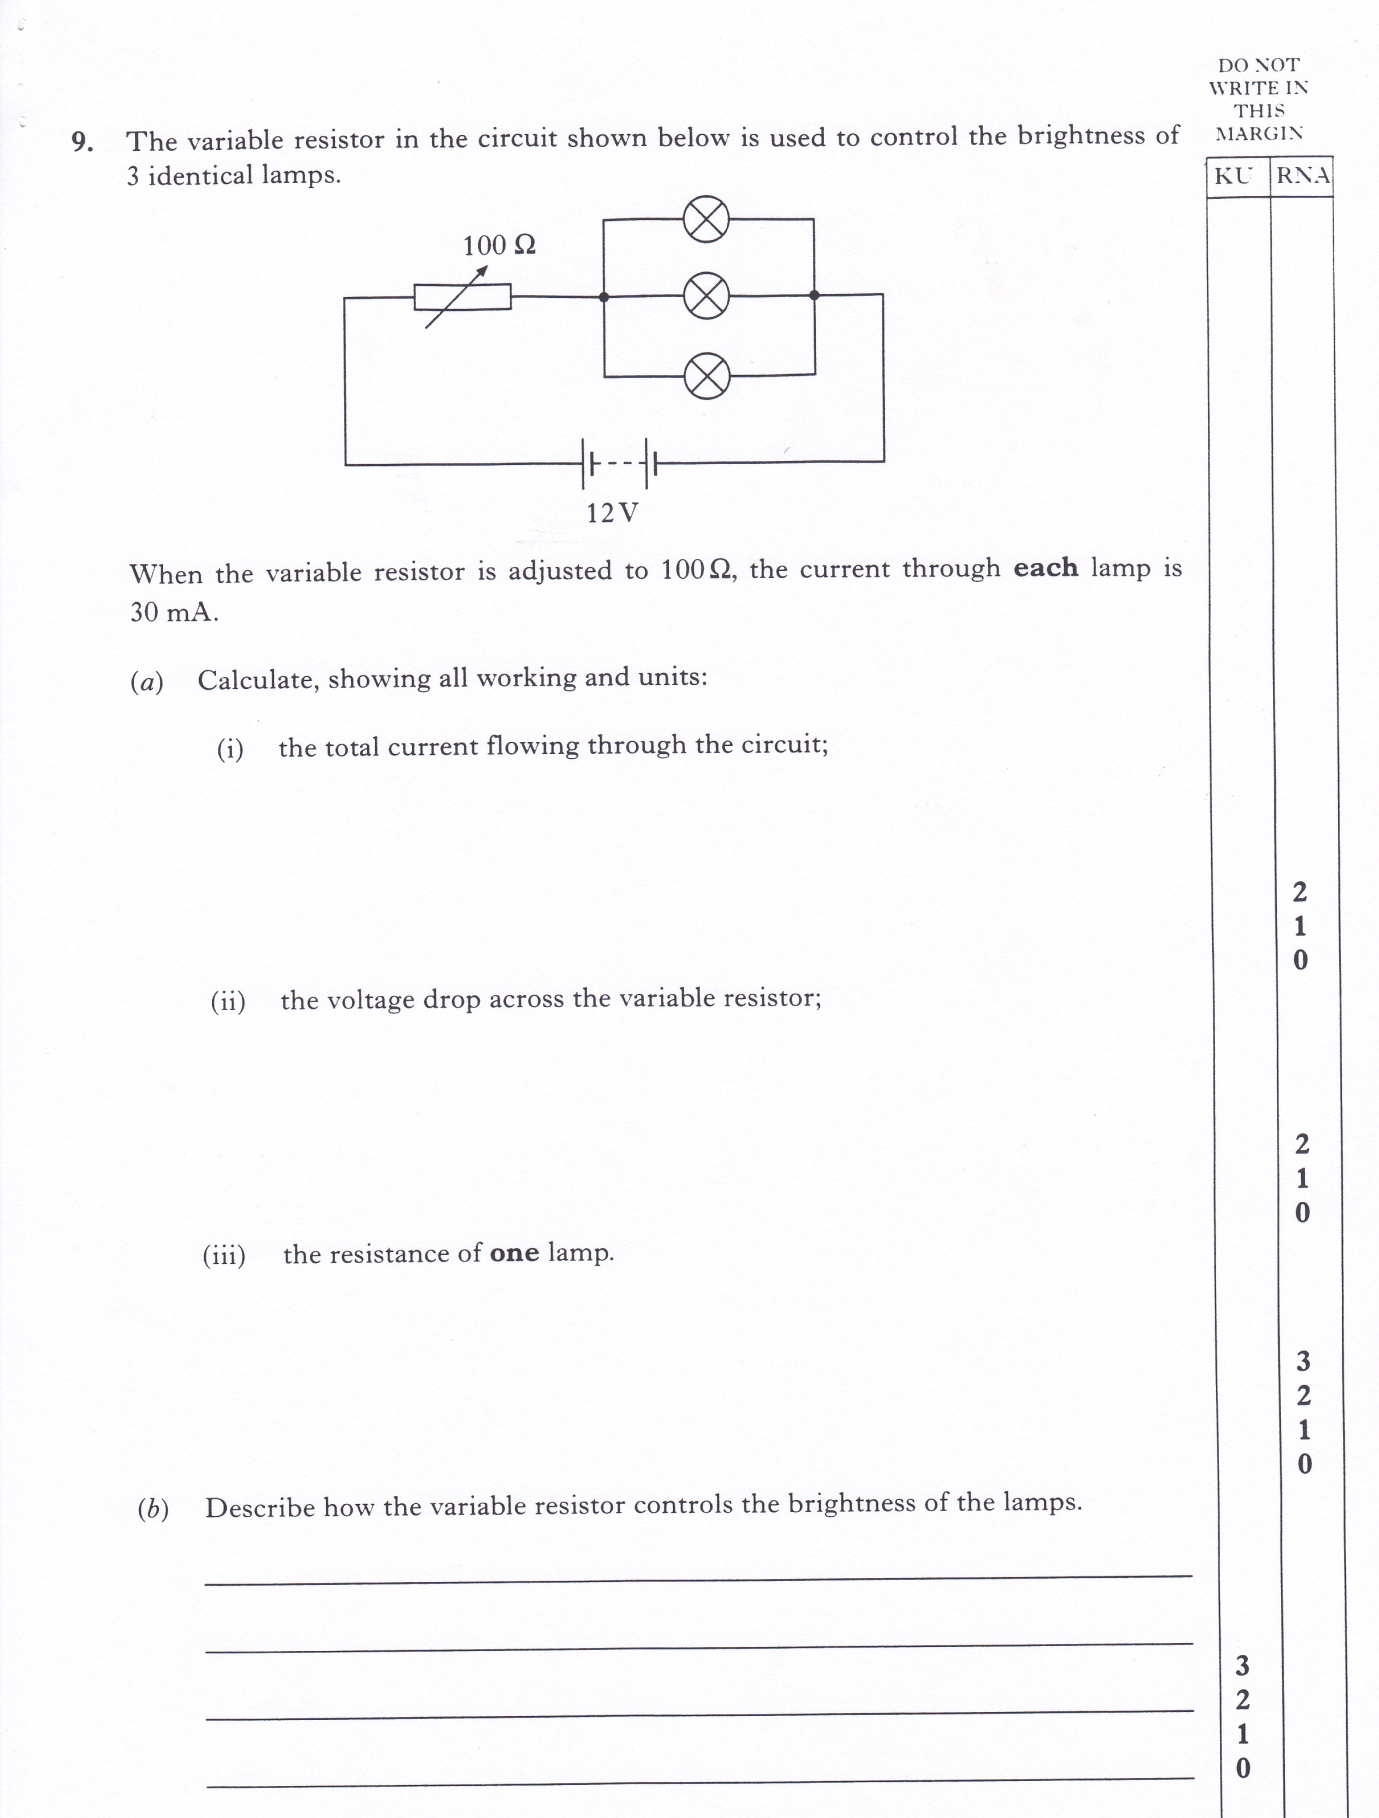 DO NOT
WRITE IN
THIS
MARGIN
KU RNA
9. The variable resistor in the circuit shown below is used to control the brightness of
3 identical lamps.
100 Ω
12 V
When the variable resistor is adjusted to 100 Ω, the current through each lamp is
30 mA.
(a) Calculate, showing all working and units:
(i) the total current flowing through the circuit;
2
1
0
(ii) the voltage drop across the variable resistor;
2
1
0
(iii) the resistance of one lamp.
3
2
1
0
(b) Describe how the variable resistor controls the brightness of the lamps.
3
2
1
0